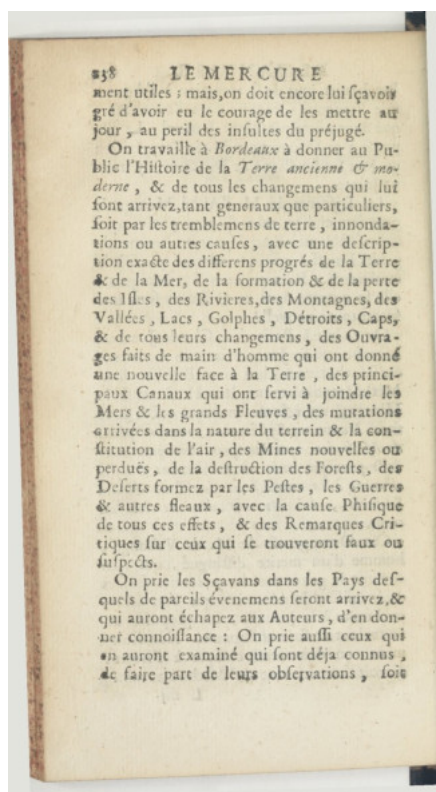 238 LE MERCURE
ment utiles : mais,on doit encore lui ſçavoir
gré d'avoir eu le courage de les mettre au
jour , au peril des inſultes du préjugé.
On travaille à Bordeaux à donner au Pu-
blic l'Hiſtoire de la Terre ancienne & mo-
derne , & de tous les changemens qui lui
ſont arrivez,tant generaux que particuliers,
ſoit par les tremblemens de terre , innonda-
tions ou autres cauſes , avec une deſcrip-
tion exacte des differens progrés de la Terre
& de la Mer, de la formation & de la perte
des Iſles , des Rivieres,des Montagnes, des
Vallées , Lacs , Golphes , Détroits , Caps,
& de tous leurs changemens , des Ouvra-
ges faits de main d'homme qui ont donné
une nouvelle face à la Terre , des princi-
paux Canaux qui ont ſervi à joindre les
Mers & les grands Fleuves , des mutations
arrivées dans la nature du terrein & la con-
ſtitution de l'air , des Mines nouvelles ou
perduës , de la deſtruction des Foreſts , des
Deſerts formez par les Peſtes , les Guerres
& autres fleaux , avec la cauſe Phiſique
de tous ces effets , & des Remarques Cri-
tiques ſur ceux qui ſe trouveront faux ou
ſuſpects.
On prie les Sçavans dans les Pays deſ-
quels de pareils évenemens ſeront arrivez,&
qui auront échapez aux Auteurs , d'en don-
ner connoiſſance : On prie auſſi ceux qui
en auront examiné qui ſont déja connus ,
de faire part de leurs obſervations , ſoit